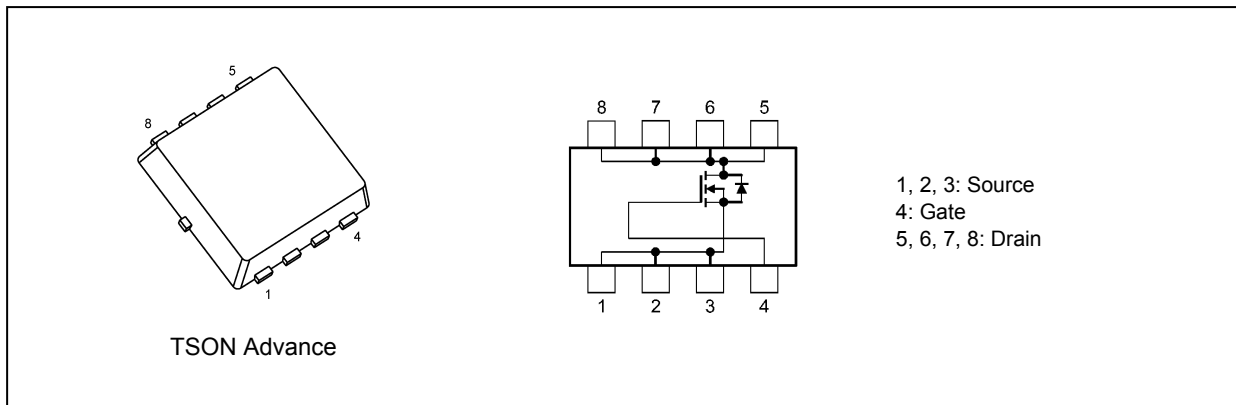 5
8
4
1
TSON Advance
8 7 6 5
1 2 3 4
1, 2, 3: Source
4: Gate
5, 6, 7, 8: Drain